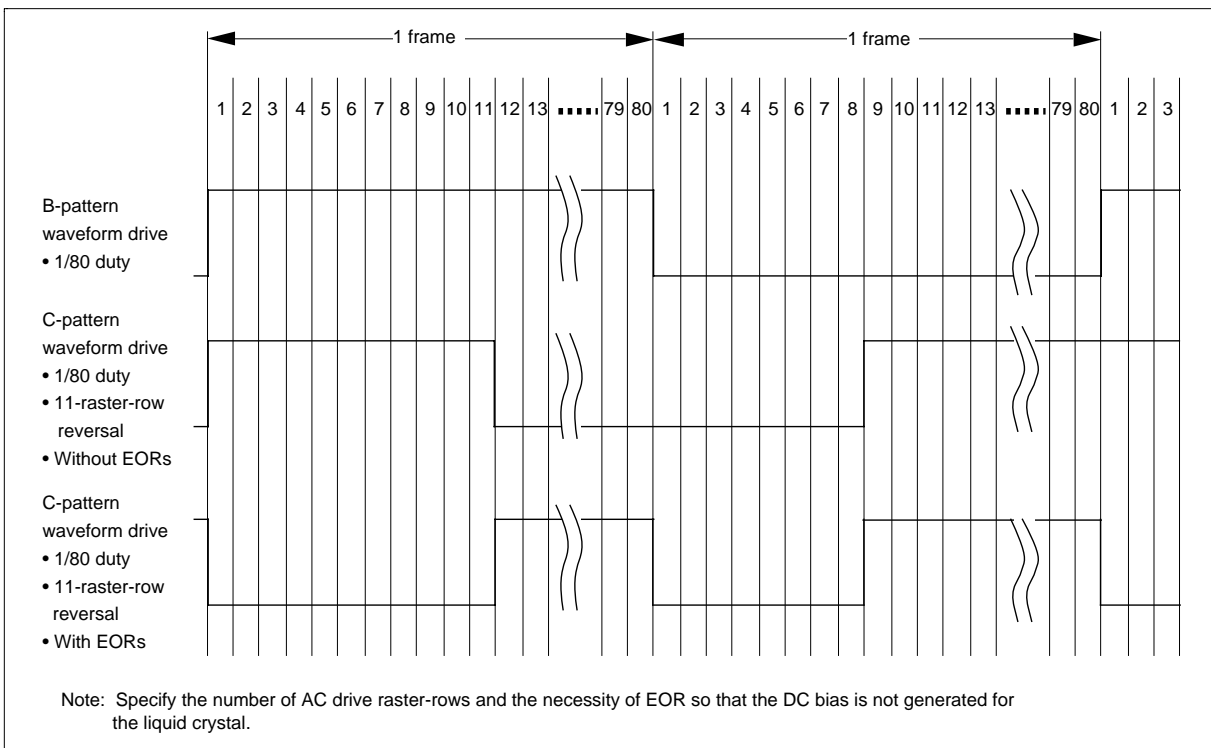 1 frame 1 frame
1 2 3 4 5 6 7 8 9 10 11 12 13 ...... 79 80 1 2 3 4 5 6 7 8 9 10 11 12 13 ...... 79 80 1 2 3
B-pattern
waveform drive
• 1/80 duty
C-pattern
waveform drive
• 1/80 duty
• 11-raster-row
reversal
• Without EORs
C-pattern
waveform drive
• 1/80 duty
• 11-raster-row
reversal
• With EORs
Note: Specify the number of AC drive raster-rows and the necessity of EOR so that the DC bias is not generated for
the liquid crystal.